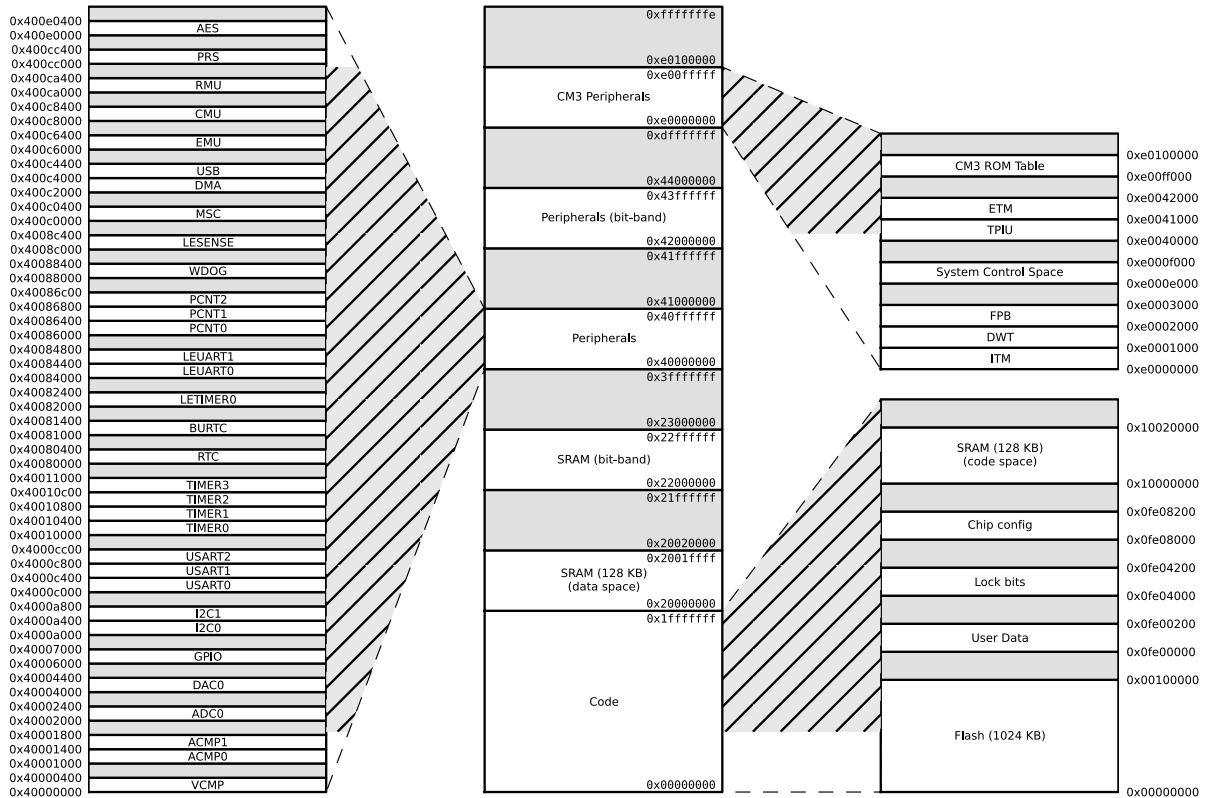 0x400e0400
AES
0x400e0000
0x400cc400
PRS
0x400cc000
0x400ca400
RMU
0x400ca000
0x400c8400
CMU
0x400c8000
0x400c6400
EMU
0x400c6000
0x400c4400
USB
0x400c4000
DMA
0x400c2000
0x400c0400
MSC
0x400c0000
0x4008c400
LESENSE
0x4008c000
0x40088400
WDOG
0x40088000
0x40086c00
PCNT2
0x40086800
PCNT1
0x40086400
PCNT0
0x40086000
0x40084800
LEUART1
0x40084400
LEUART0
0x40084000
0x40082400
LETIMER0
0x40082000
0x40081400
BURTC
0x40081000
0x40080400
RTC
0x40080000
0x40011000
TIMER3
0x40010c00
TIMER2
0x40010800
TIMER1
0x40010400
TIMER0
0x40010000
0x4000cc00
USART2
0x4000c800
USART1
0x4000c400
USART0
0x4000c000
0x4000a800
I2C1
0x4000a400
I2C0
0x4000a000
0x40007000
GPIO
0x40006000
0x40004400
DAC0
0x40004000
0x40002400
ADC0
0x40002000
0x40001800
ACMP1
0x40001400
ACMP0
0x40001000
0x40000400
VCMP
0x40000000
0xfffffffe
0xe0100000
0xe00fffff
CM3 Peripherals
0xe0000000
0xdfffffff
0x44000000
0x43ffffff
Peripherals (bit-band)
0x42000000
0x41ffffff
0x41000000
0x40ffffff
Peripherals
0x40000000
0x3fffffff
0x23000000
0x22ffffff
SRAM (bit-band)
0x22000000
0x21ffffff
0x20020000
0x2001ffff
SRAM (128 KB)
(data space)
0x20000000
0x1fffffff
Code
0x00000000
0xe0100000
CM3 ROM Table
0xe00ff000
0xe0042000
ETM
0xe0041000
TPIU
0xe0040000
0xe000f000
System Control Space
0xe000e000
0xe0003000
FPB
0xe0002000
DWT
0xe0001000
ITM
0xe0000000
0x10020000
SRAM (128 KB)
(code space)
0x10000000
0x0fe08200
Chip config
0x0fe08000
0x0fe04200
Lock bits
0x0fe04000
0x0fe00200
User Data
0x0fe00000
0x00100000
Flash (1024 KB)
0x00000000